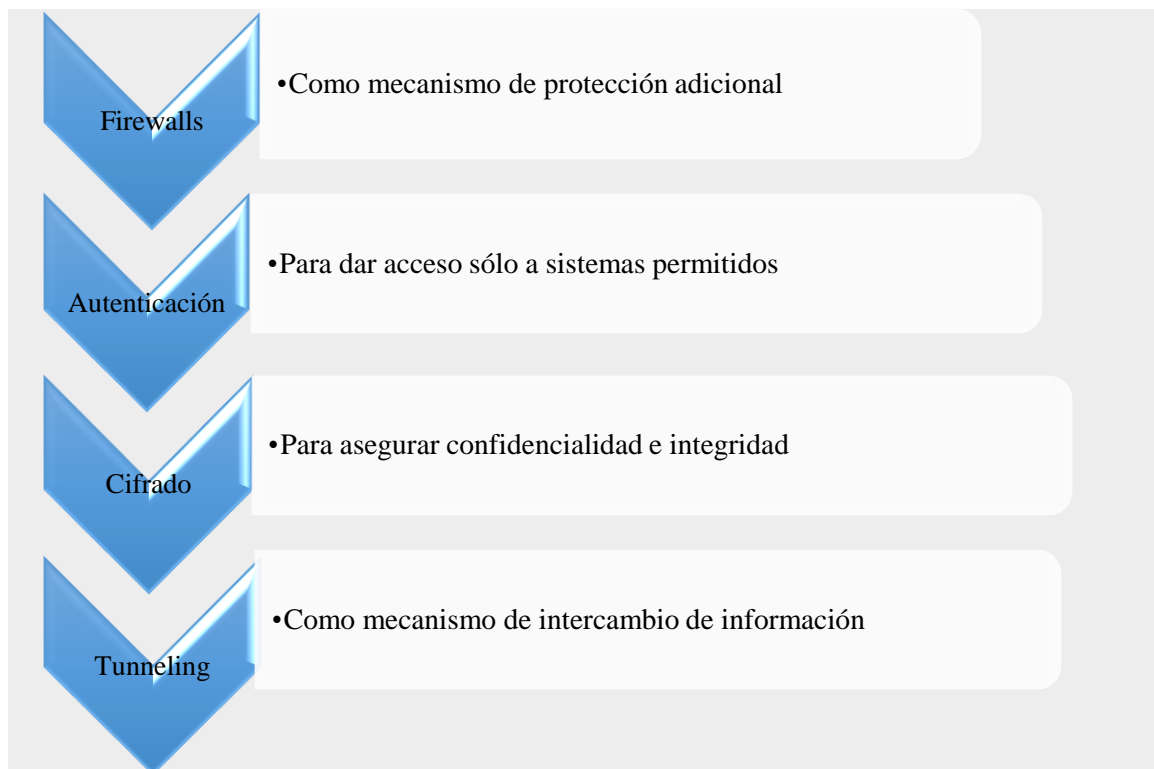 Firewalls
•Como mecanismo de protección adicional
Autenticación
•Para dar acceso sólo a sistemas permitidos
Cifrado
•Para asegurar confidencialidad e integridad
Tunneling
•Como mecanismo de intercambio de información